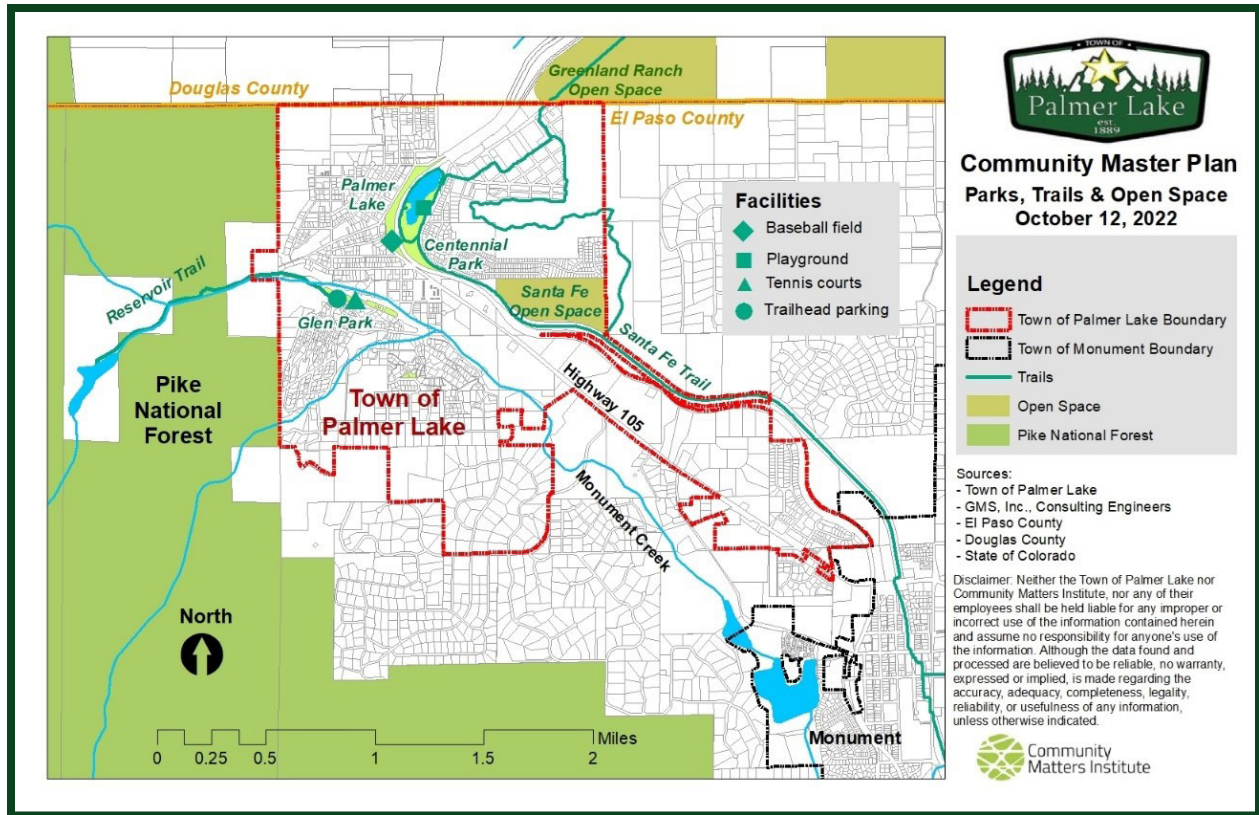 Douglas County
Greenland Ranch
Open Space
El Paso County
Palmer
Lake
Centennial
Park
Reservoir Trail
Glen Park
Santa Fe
Open Space
Santa Fe Trail
Highway 105
Pike
National
Forest
Town of
Palmer Lake
Monument Creek
North
Monument
0 0.25 0.5 1 1.5 2 Miles
Facilities
Baseball field
Playground
Tennis courts
Trailhead parking
TOWN OF
Palmer Lake
est.
1889
Community Master Plan
Parks, Trails & Open Space
October 12, 2022
Legend
Town of Palmer Lake Boundary
Town of Monument Boundary
Trails
Open Space
Pike National Forest
Sources:
- Town of Palmer Lake
- GMS, Inc., Consulting Engineers
- El Paso County
- Douglas County
- State of Colorado
Disclaimer: Neither the Town of Palmer Lake nor
Community Matters Institute, nor any of their
employees shall be held liable for any improper or
incorrect use of the information contained herein
and assume no responsibility for anyone's use of
the information. Although the data found and
processed are believed to be reliable, no warranty,
expressed or implied, is made regarding the
accuracy, adequacy, completeness, legality,
reliability, or usefulness of any information,
unless otherwise indicated.
Community
Matters Institute